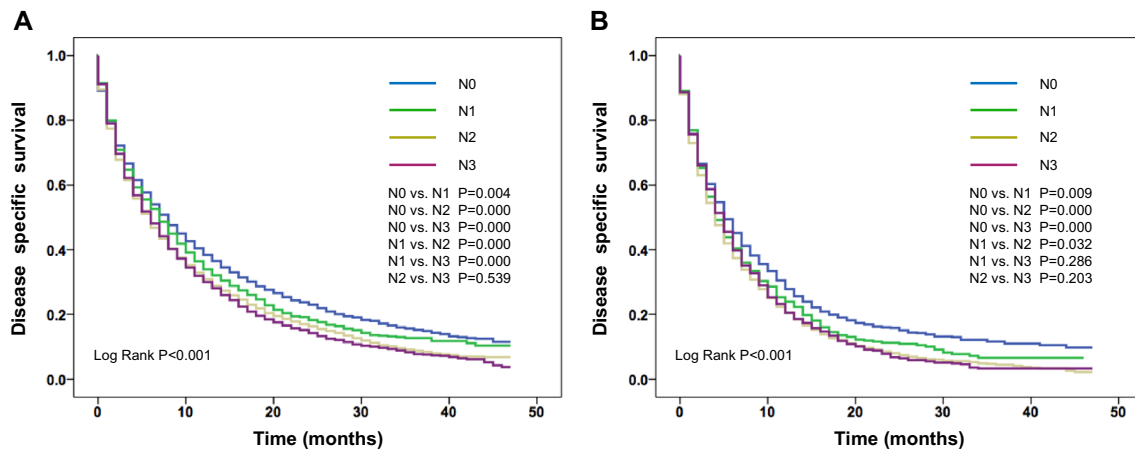 A
Disease specific survival
1.0
0.8
0.6
0.4
0.2
0.0
N0
N1
N2
N3
N0 vs. N1 P=0.004
N0 vs. N2 P=0.000
N0 vs. N3 P=0.000
N1 vs. N2 P=0.000
N1 vs. N3 P=0.000
N2 vs. N3 P=0.539
Log Rank P<0.001
0 10 20 30 40 50
Time (months)
B
Disease specific survival
1.0
0.8
0.6
0.4
0.2
0.0
N0
N1
N2
N3
N0 vs. N1 P=0.009
N0 vs. N2 P=0.000
N0 vs. N3 P=0.000
N1 vs. N2 P=0.032
N1 vs. N3 P=0.286
N2 vs. N3 P=0.203
Log Rank P<0.001
0 10 20 30 40 50
Time (months)